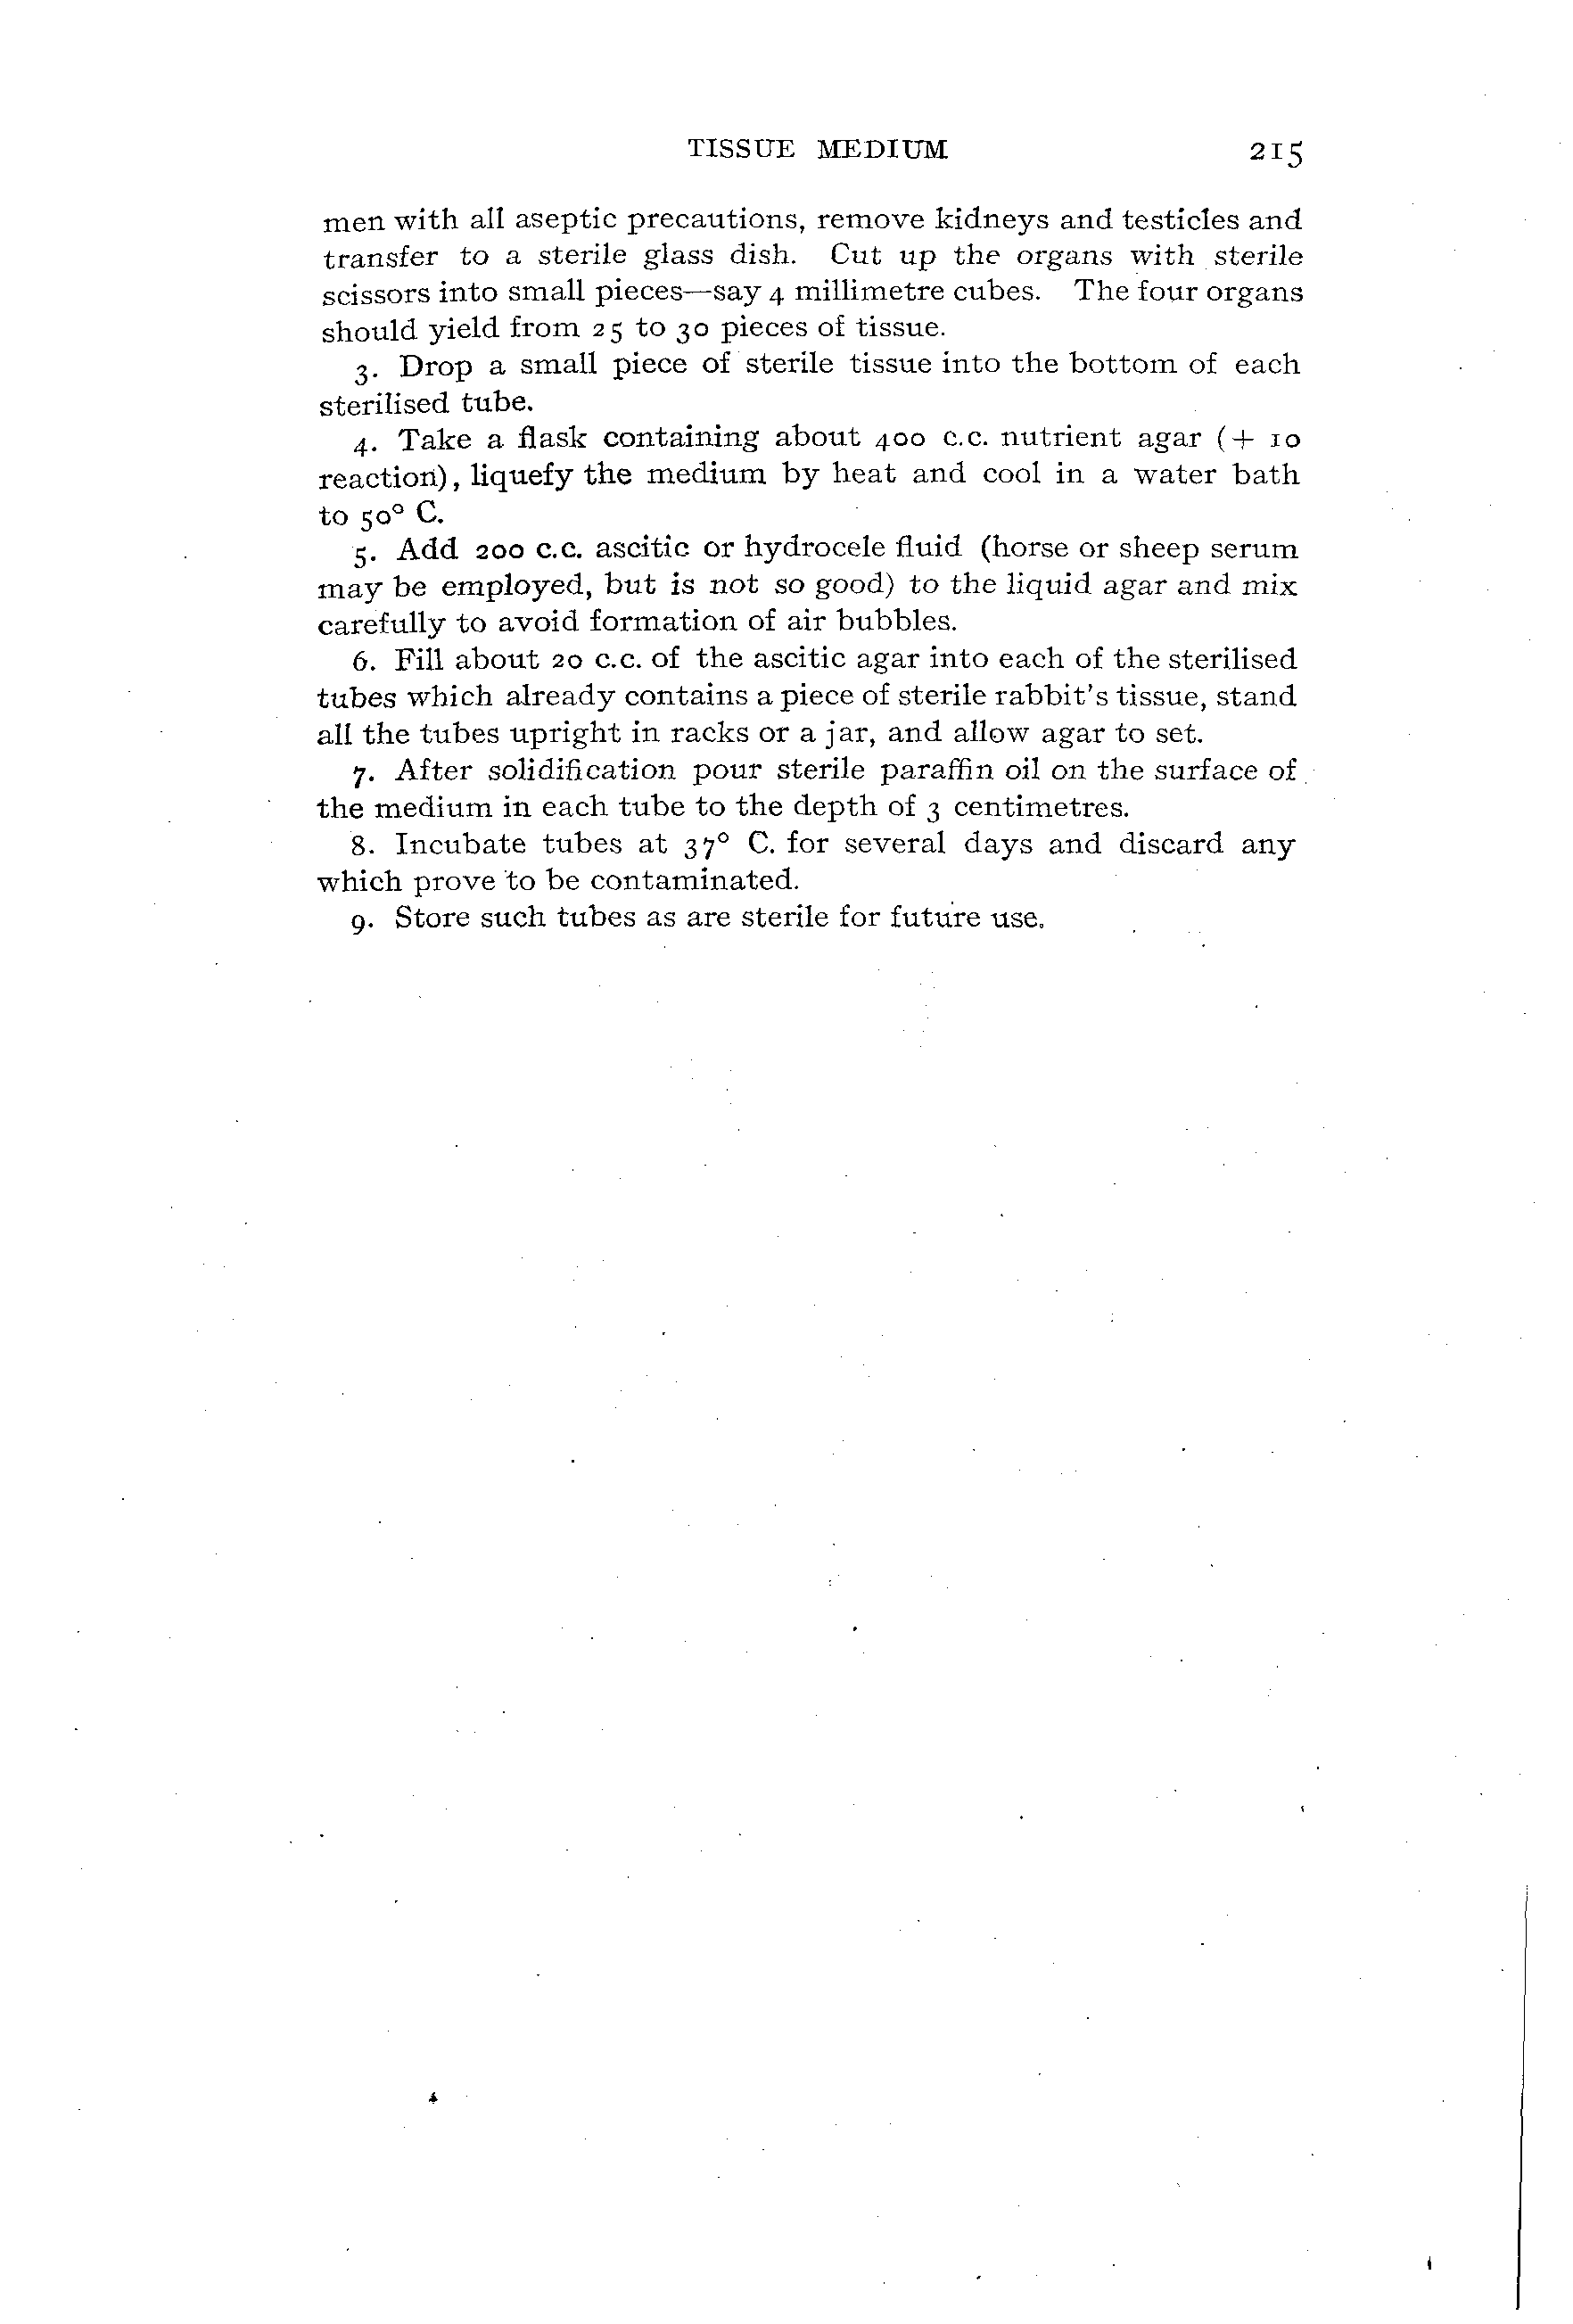 TISSUE MEDIUM 215
men with all aseptic precautions, remove kidneys and testicles and
transfer to a sterile glass dish. Cut up the organs with sterile
scissors into small pieces—say 4 millimetre cubes. The four organs
should yield from 25 to 30 pieces of tissue.
3. Drop a small piece of sterile tissue into the bottom of each
sterilised tube.
4. Take a flask containing about 400 c.c. nutrient agar (+ 10
reaction), liquefy the medium by heat and cool in a water bath
to 50° C.
5. Add 200 c.c. ascitic or hydrocele fluid (horse or sheep serum
may be employed, but is not so good) to the liquid agar and mix
carefully to avoid formation of air bubbles.
6. Fill about 20 c.c. of the ascitic agar into each of the sterilised
tubes which already contains a piece of sterile rabbit's tissue, stand
all the tubes upright in racks or a jar, and allow agar to set.
7. After solidification pour sterile paraffin oil on the surface of
the medium in each tube to the depth of 3 centimetres.
8. Incubate tubes at 37° C. for several days and discard any
which prove to be contaminated.
9. Store such tubes as are sterile for future use.